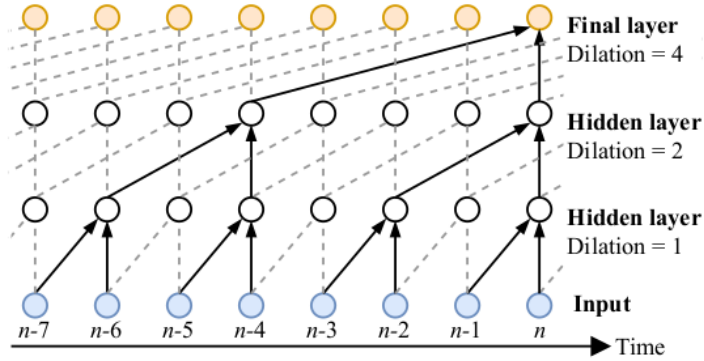 Final layer
Dilation = 4
Hidden layer
Dilation = 2
Hidden layer
Dilation = 1
Input
n-7 n-6 n-5 n-4 n-3 n-2 n-1 n
Time